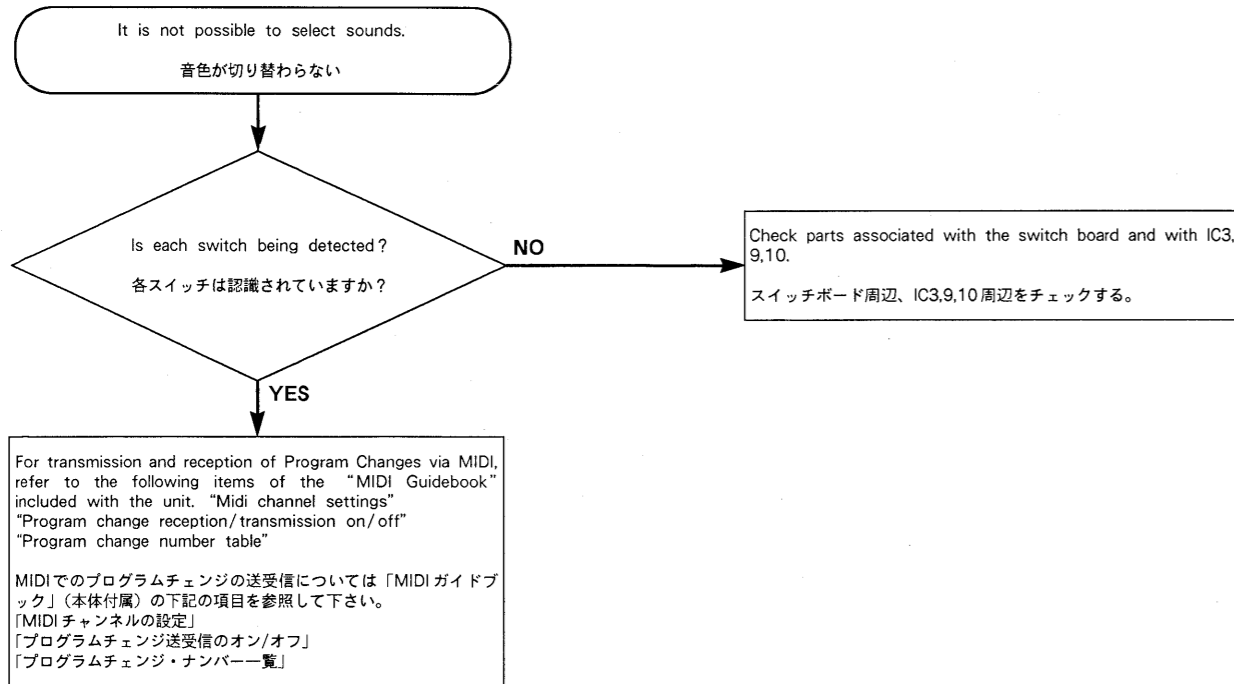 It is not possible to select sounds.
音色が切り替わらない
Is each switch being detected?
各スイッチは認識されていますか？
NO
Check parts associated with the switch board and with IC3,
9,10.
スイッチボード周辺、IC3,9,10周辺をチェックする。
YES
For transmission and reception of Program Changes via MIDI,
refer to the following items of the “MIDI Guidebook”
included with the unit. “Midi channel settings”
“Program change reception/transmission on/off”
“Program change number table”
MIDIでのプログラムチェンジの送受信については「MIDIガイドブ
ック」（本体付属）の下記の項目を参照して下さい。
「MIDIチャンネルの設定」
「プログラムチェンジ送受信のオン/オフ」
「プログラムチェンジ・ナンバー一覧」